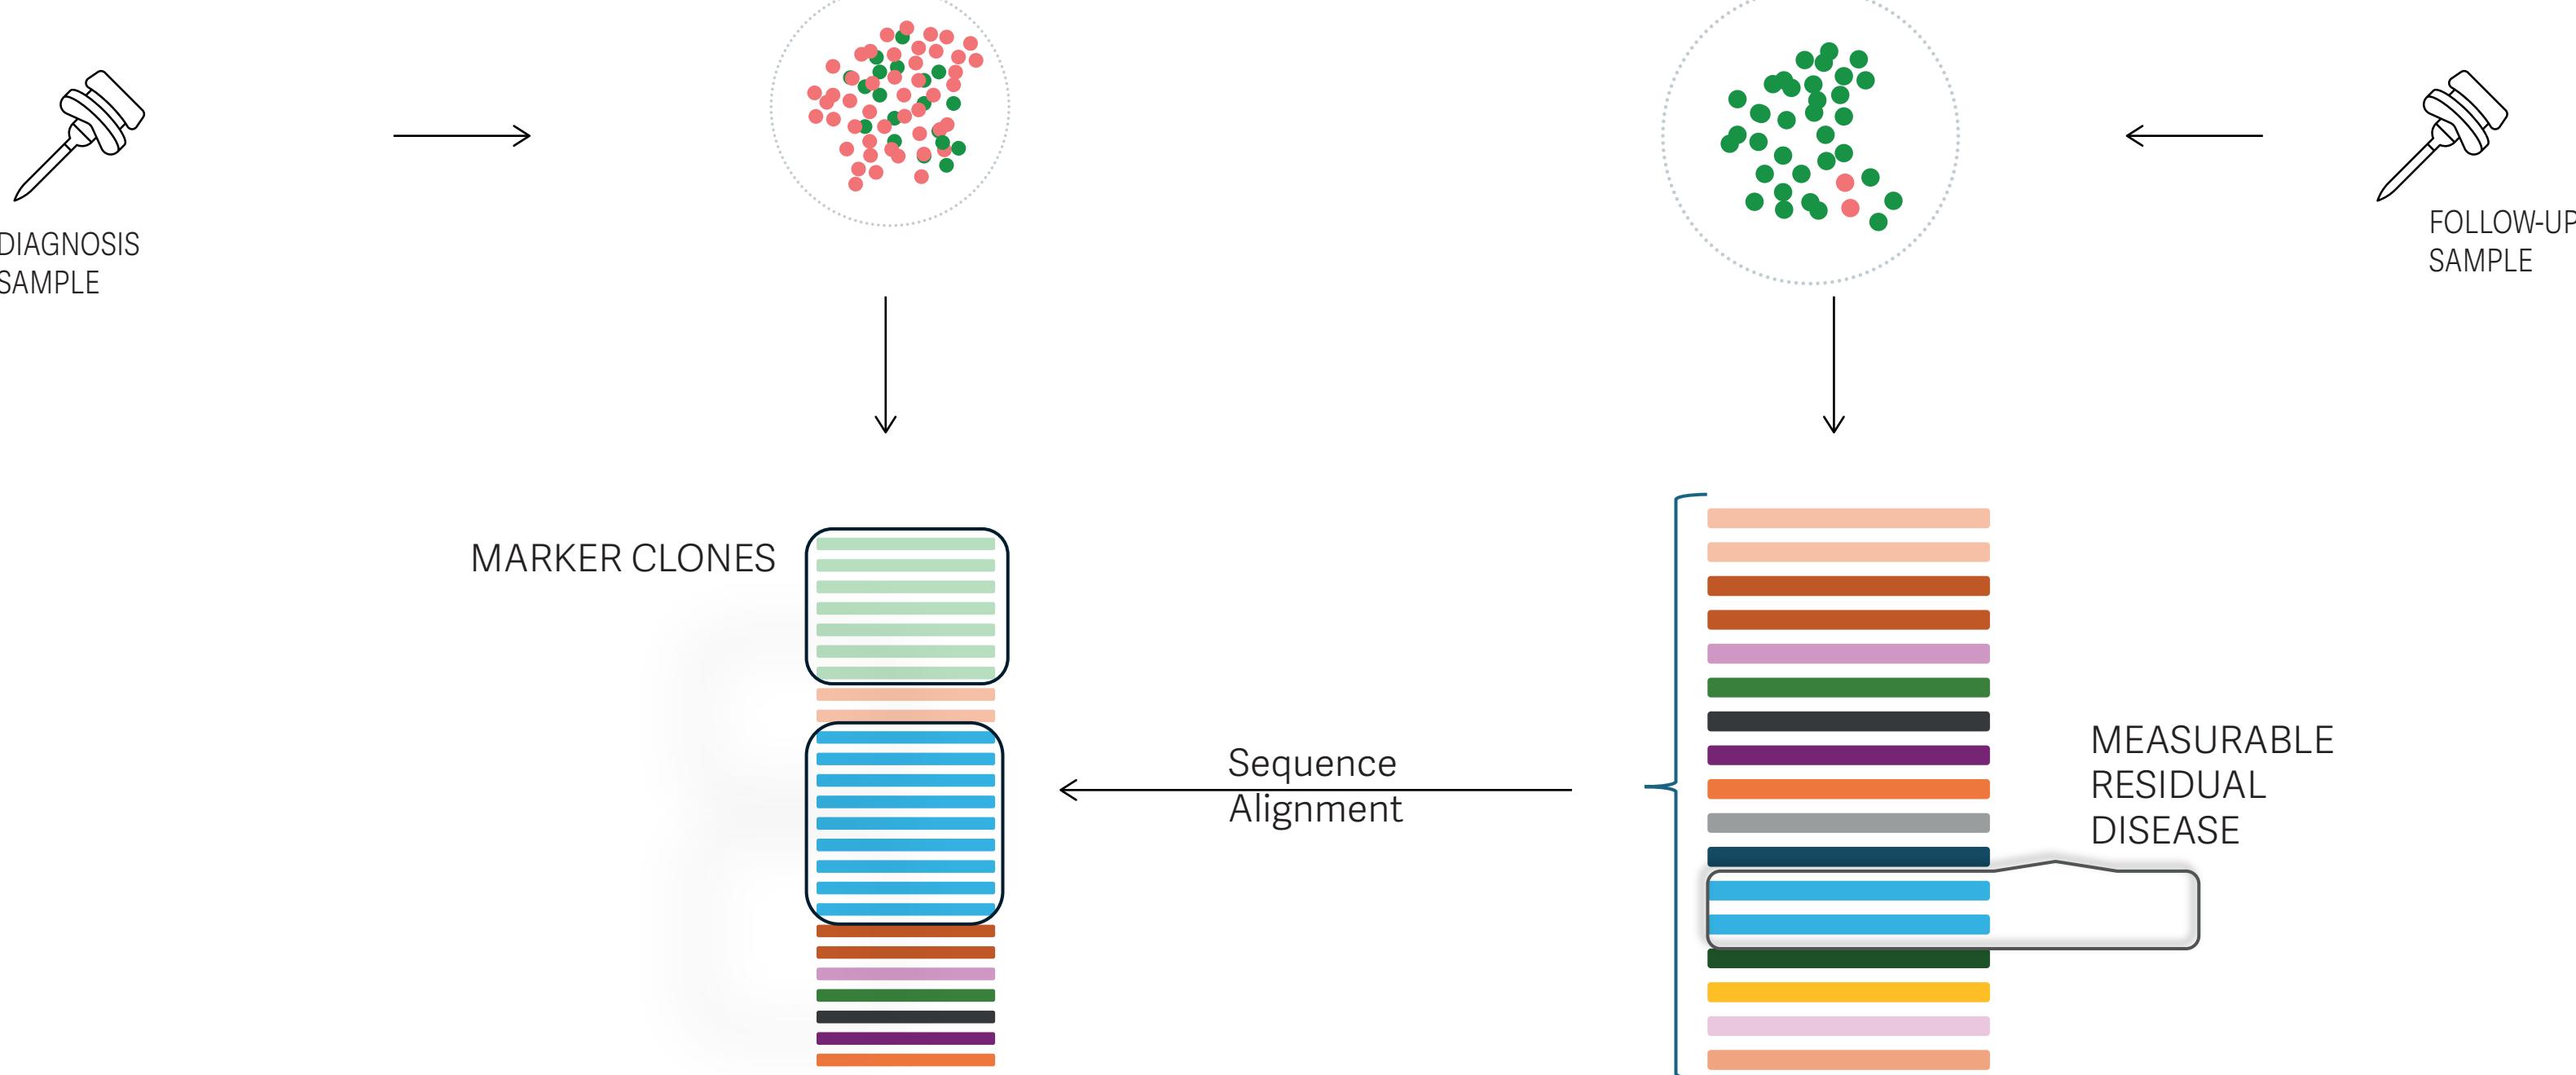 DIAGNOSIS
SAMPLE
FOLLOW-UP
SAMPLE
MARKER CLONES
Sequence
Alignment
MEASURABLE
RESIDUAL
DISEASE